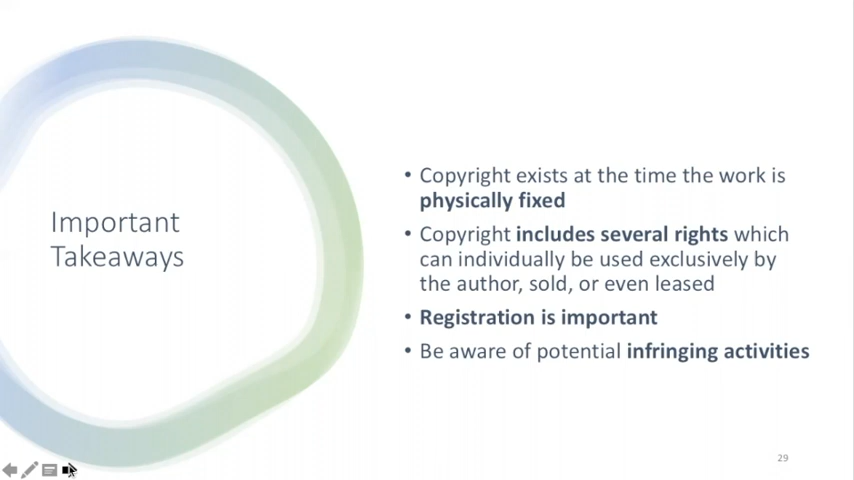 Important
Takeaways
• Copyright exists at the time the work is
physically fixed
• Copyright includes several rights which
can individually be used exclusively by
the author, sold, or even leased
• Registration is important
• Be aware of potential infringing activities
29